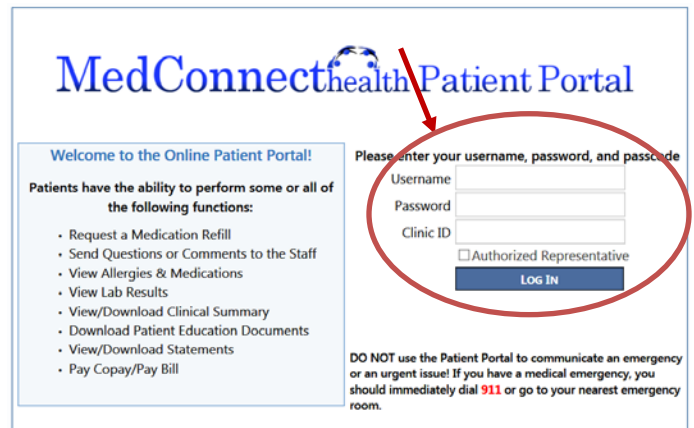 MedConnecthealth Patient Portal
Welcome to the Online Patient Portal!
Patients have the ability to perform some or all of
the following functions:
• Request a Medication Refill
• Send Questions or Comments to the Staff
• View Allergies & Medications
• View Lab Results
• View/Download Clinical Summary
• Download Patient Education Documents
• View/Download Statements
• Pay Copay/Pay Bill
Please enter your username, password, and passcode
Username
Password
Clinic ID
Authorized Representative
LOG IN
DO NOT use the Patient Portal to communicate an emergency
or an urgent issue! If you have a medical emergency, you
should immediately dial 911 or go to your nearest emergency
room.